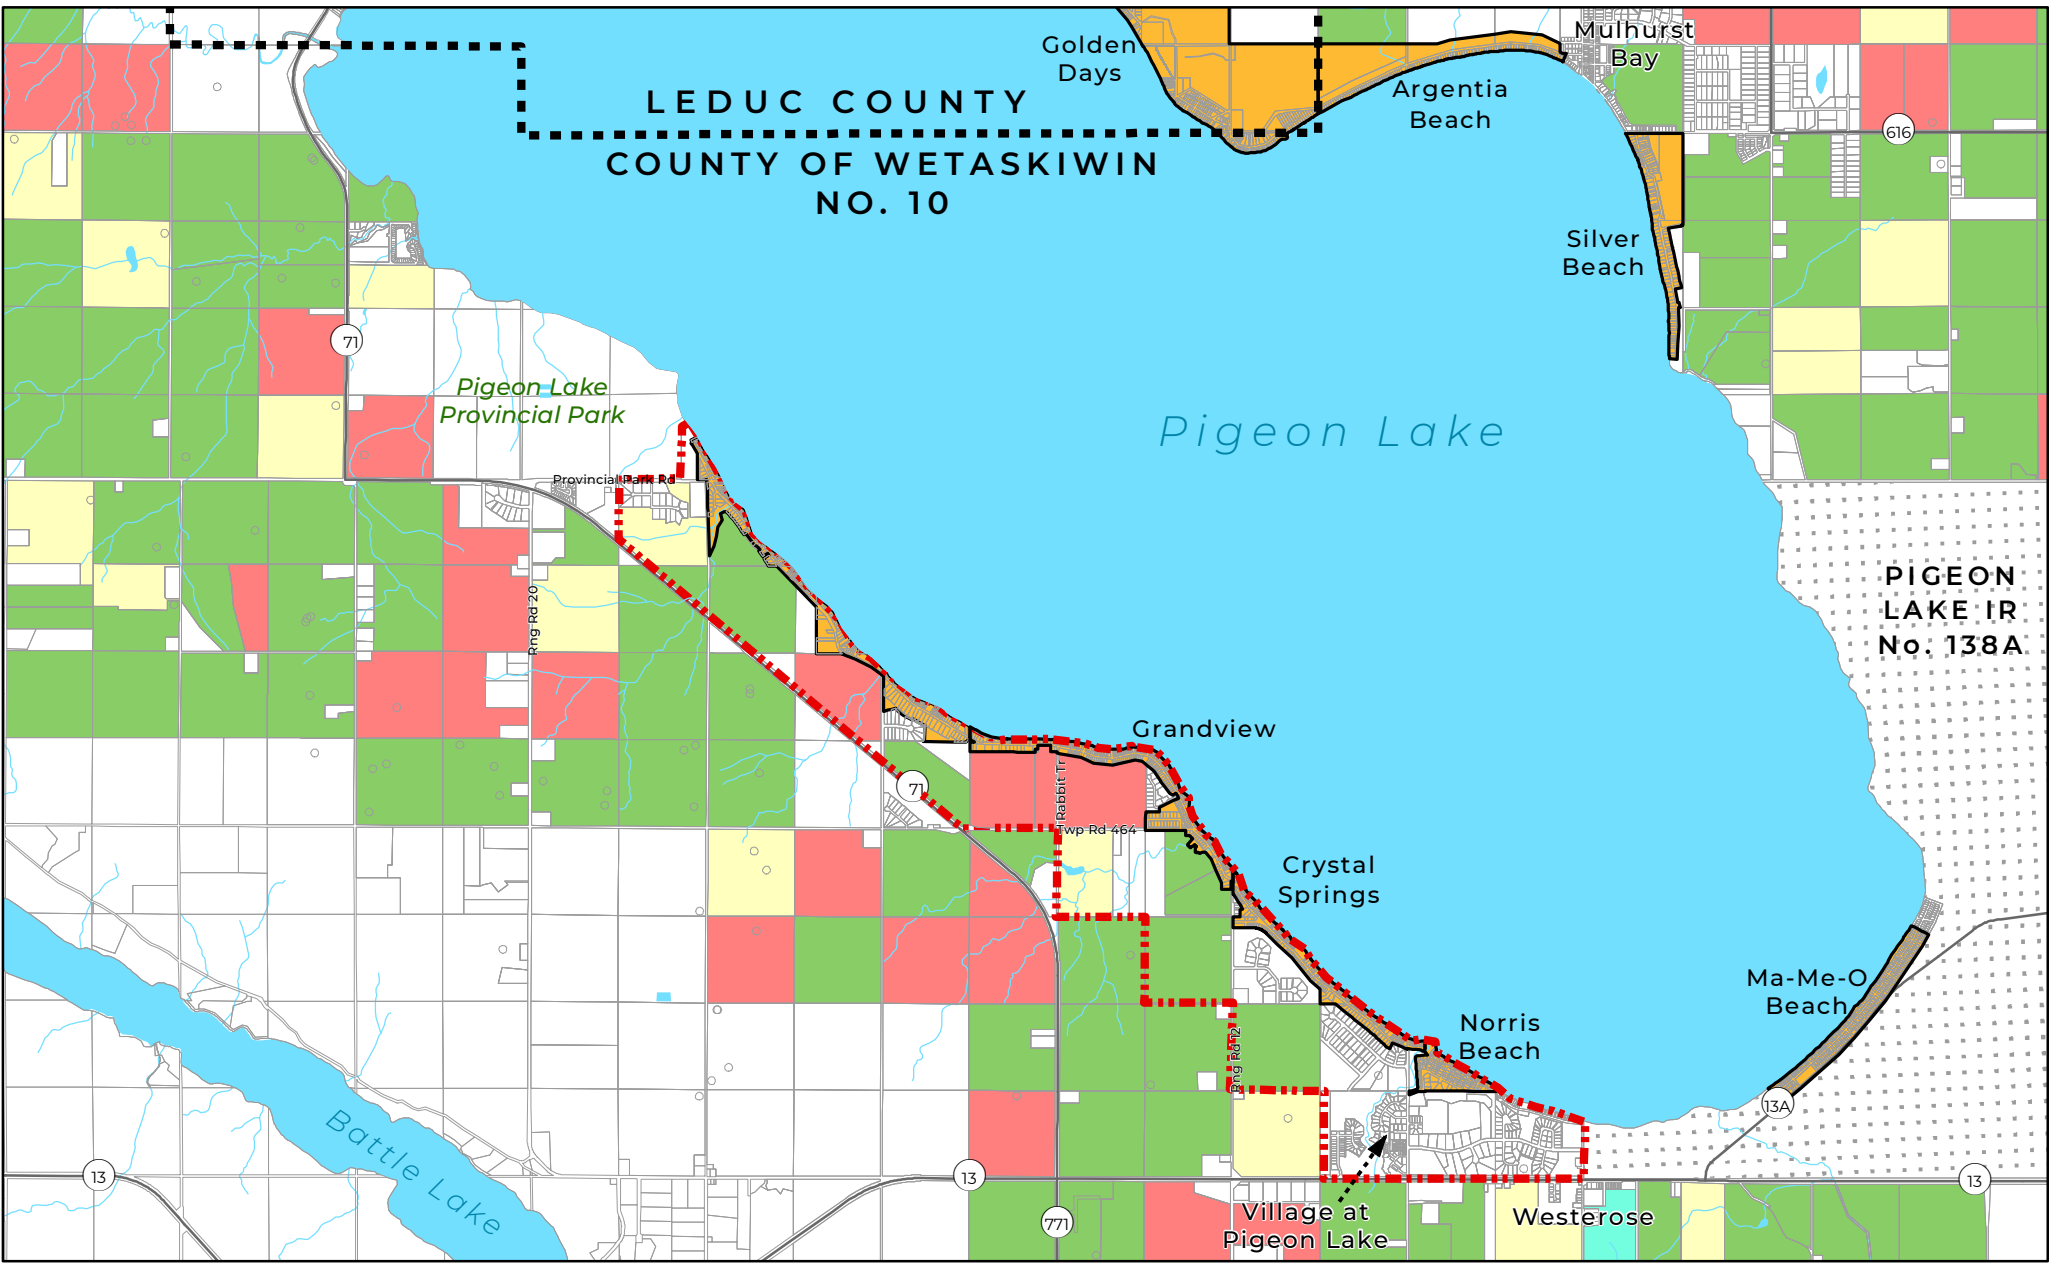 Golden
Days
Mulhurst
Bay
LEDUC COUNTY
Argentia
Beach
616
COUNTY OF WETASKIWIN
NO. 10
Silver
Beach
71
Pigeon Lake
Provincial Park
Pigeon Lake
Provincial Park Rd
PIGEON
LAKE IR
No. 138A
Rng Rd 20
Grandview
71
Rabbit Tr
Twp Rd 464
Crystal
Springs
Ma-Me-O
Beach
Norris
Beach
Rng Rd 12
13A
Battle Lake
13
13
13
771
Village at
Pigeon Lake
Westerose